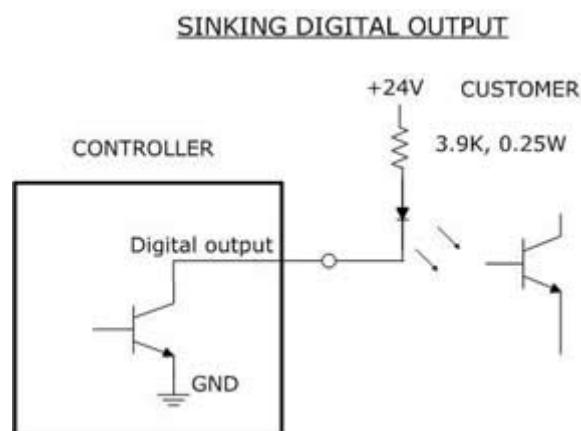 SINKING DIGITAL OUTPUT
+24V CUSTOMER
3.9K, 0.25W
CONTROLLER
Digital output
GND